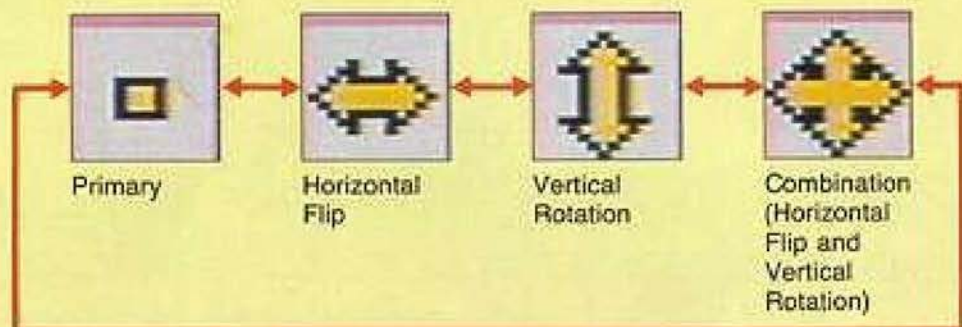 Primary
Horizontal
Flip
Vertical
Rotation
Combination
(Horizontal
Flip and
Vertical
Rotation)